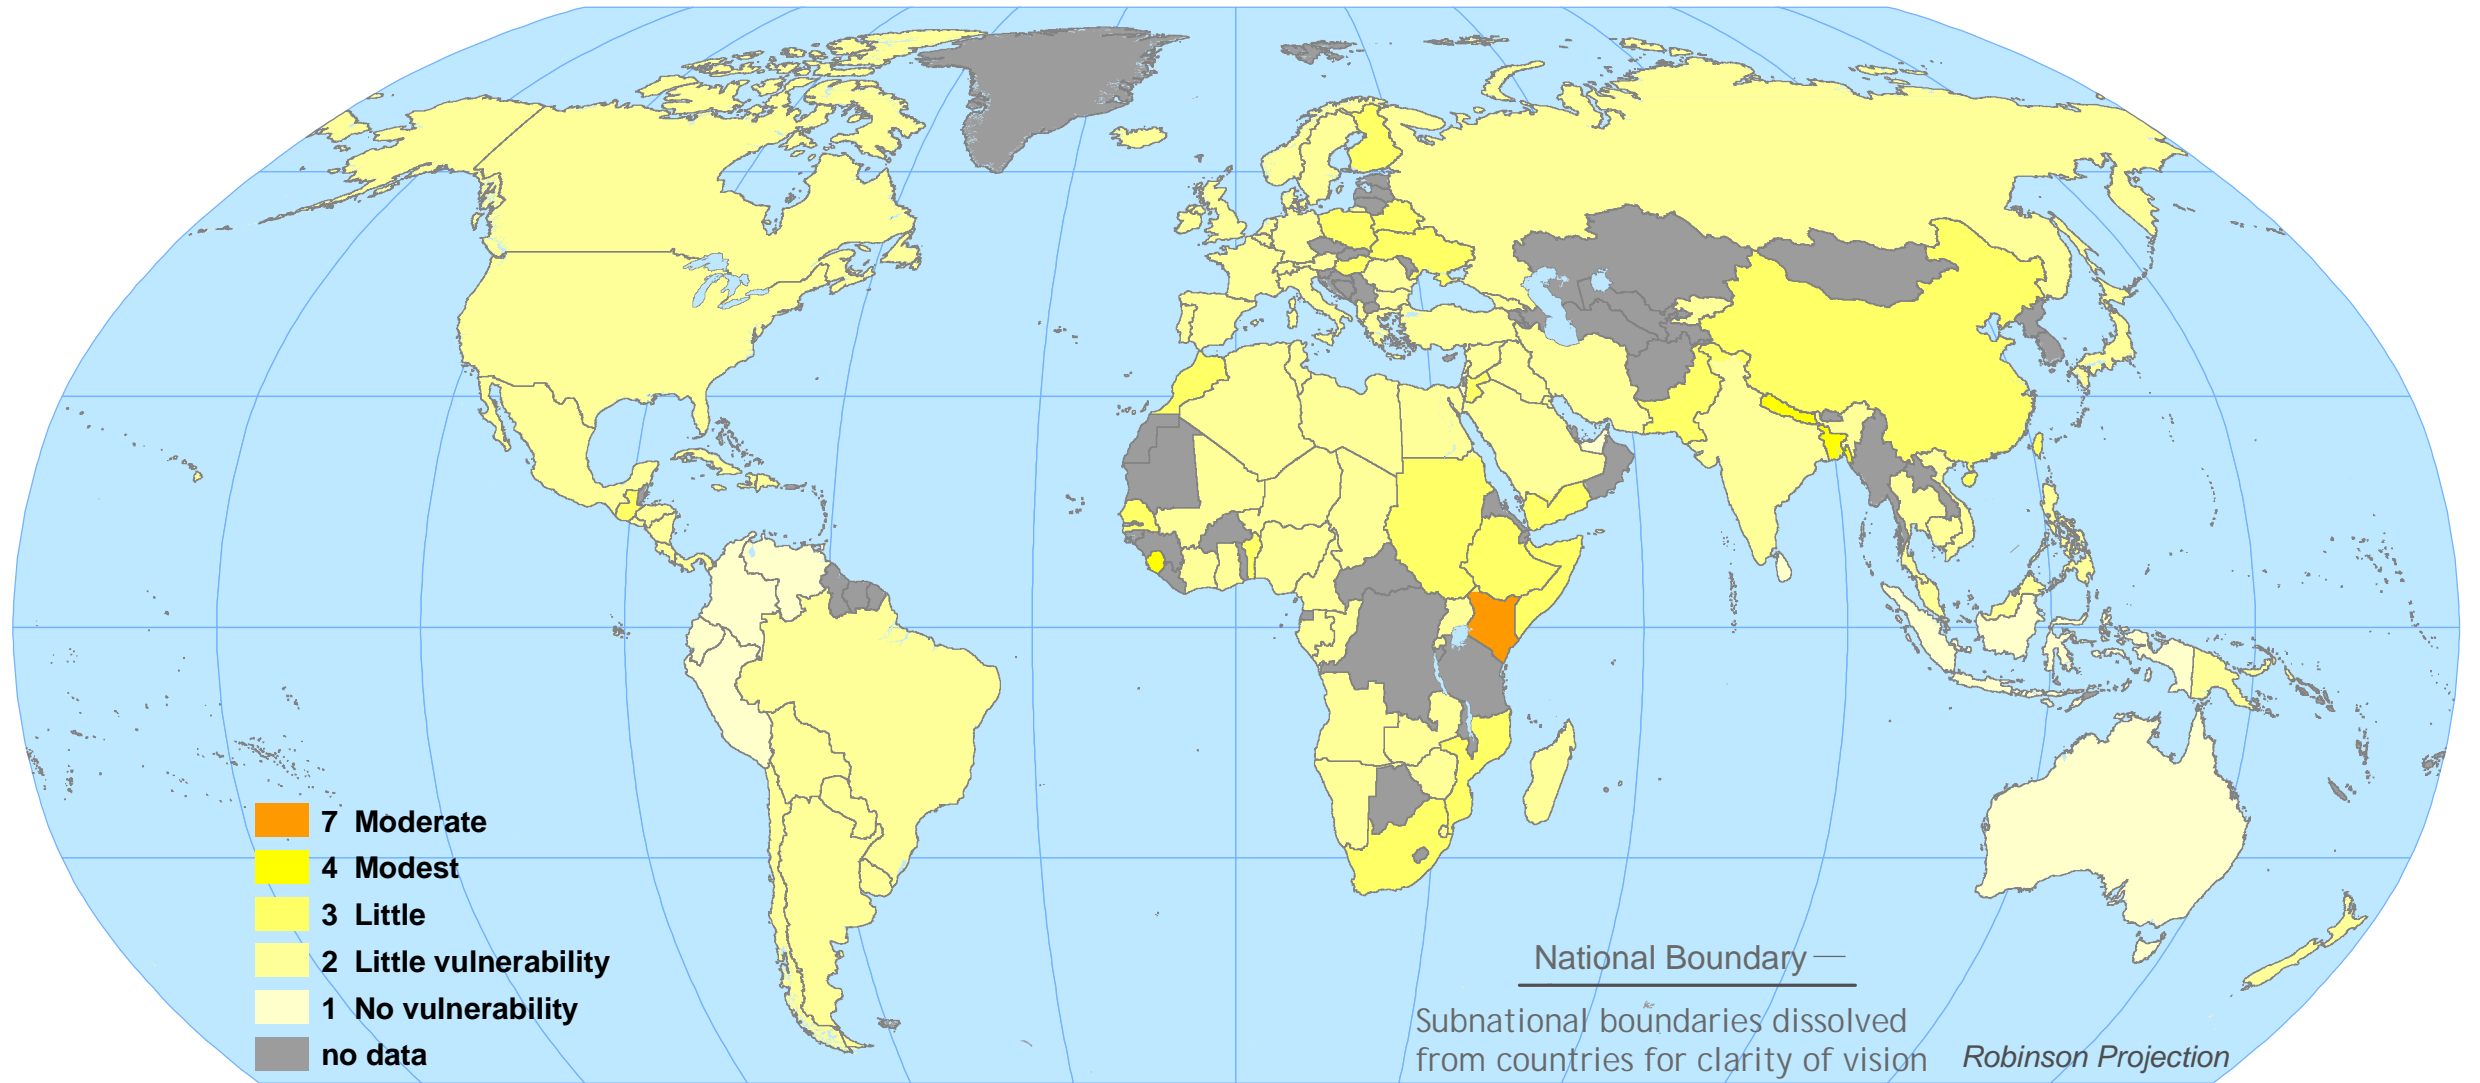 7 Moderate
4 Modest
3 Little
2 Little vulnerability
1 No vulnerability
no data
National Boundary
Subnational boundaries dissolved
from countries for clarity of vision
Robinson Projection